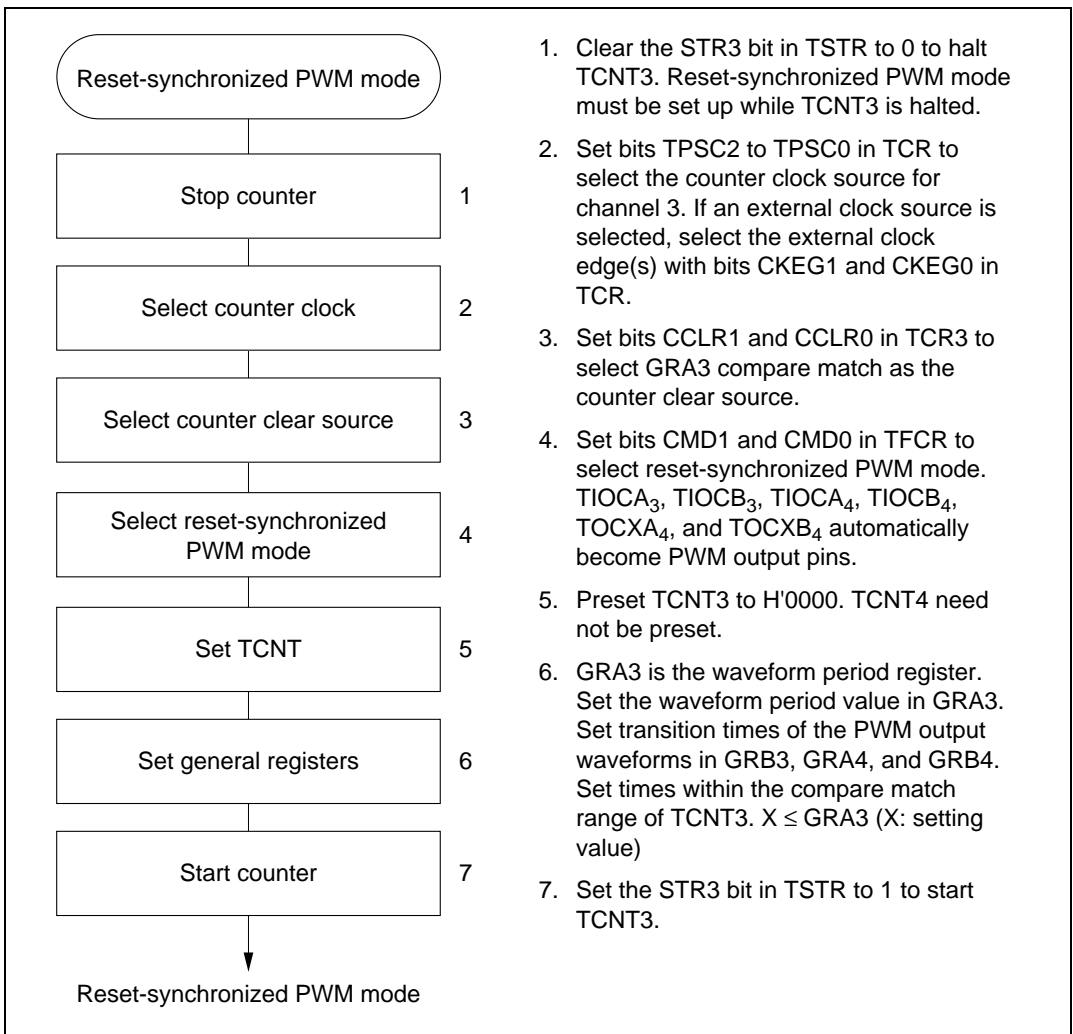 Reset-synchronized PWM mode
Stop counter
1
Select counter clock
2
Select counter clear source
3
Select reset-synchronized
PWM mode
4
Set TCNT
5
Set general registers
6
Start counter
7
Reset-synchronized PWM mode
1. Clear the STR3 bit in TSTR to 0 to halt
TCNT3. Reset-synchronized PWM mode
must be set up while TCNT3 is halted.
2. Set bits TPSC2 to TPSC0 in TCR to
select the counter clock source for
channel 3. If an external clock source is
selected, select the external clock
edge(s) with bits CKEG1 and CKEG0 in
TCR.
3. Set bits CCLR1 and CCLR0 in TCR3 to
select GRA3 compare match as the
counter clear source.
4. Set bits CMD1 and CMD0 in TFCR to
select reset-synchronized PWM mode.
TIOCA₃, TIOCB₃, TIOCA₄, TIOCB₄,
TOCXA₄, and TOCXB₄ automatically
become PWM output pins.
5. Preset TCNT3 to H'0000. TCNT4 need
not be preset.
6. GRA3 is the waveform period register.
Set the waveform period value in GRA3.
Set transition times of the PWM output
waveforms in GRB3, GRA4, and GRB4.
Set times within the compare match
range of TCNT3. X ≤ GRA3 (X: setting
value)
7. Set the STR3 bit in TSTR to 1 to start
TCNT3.